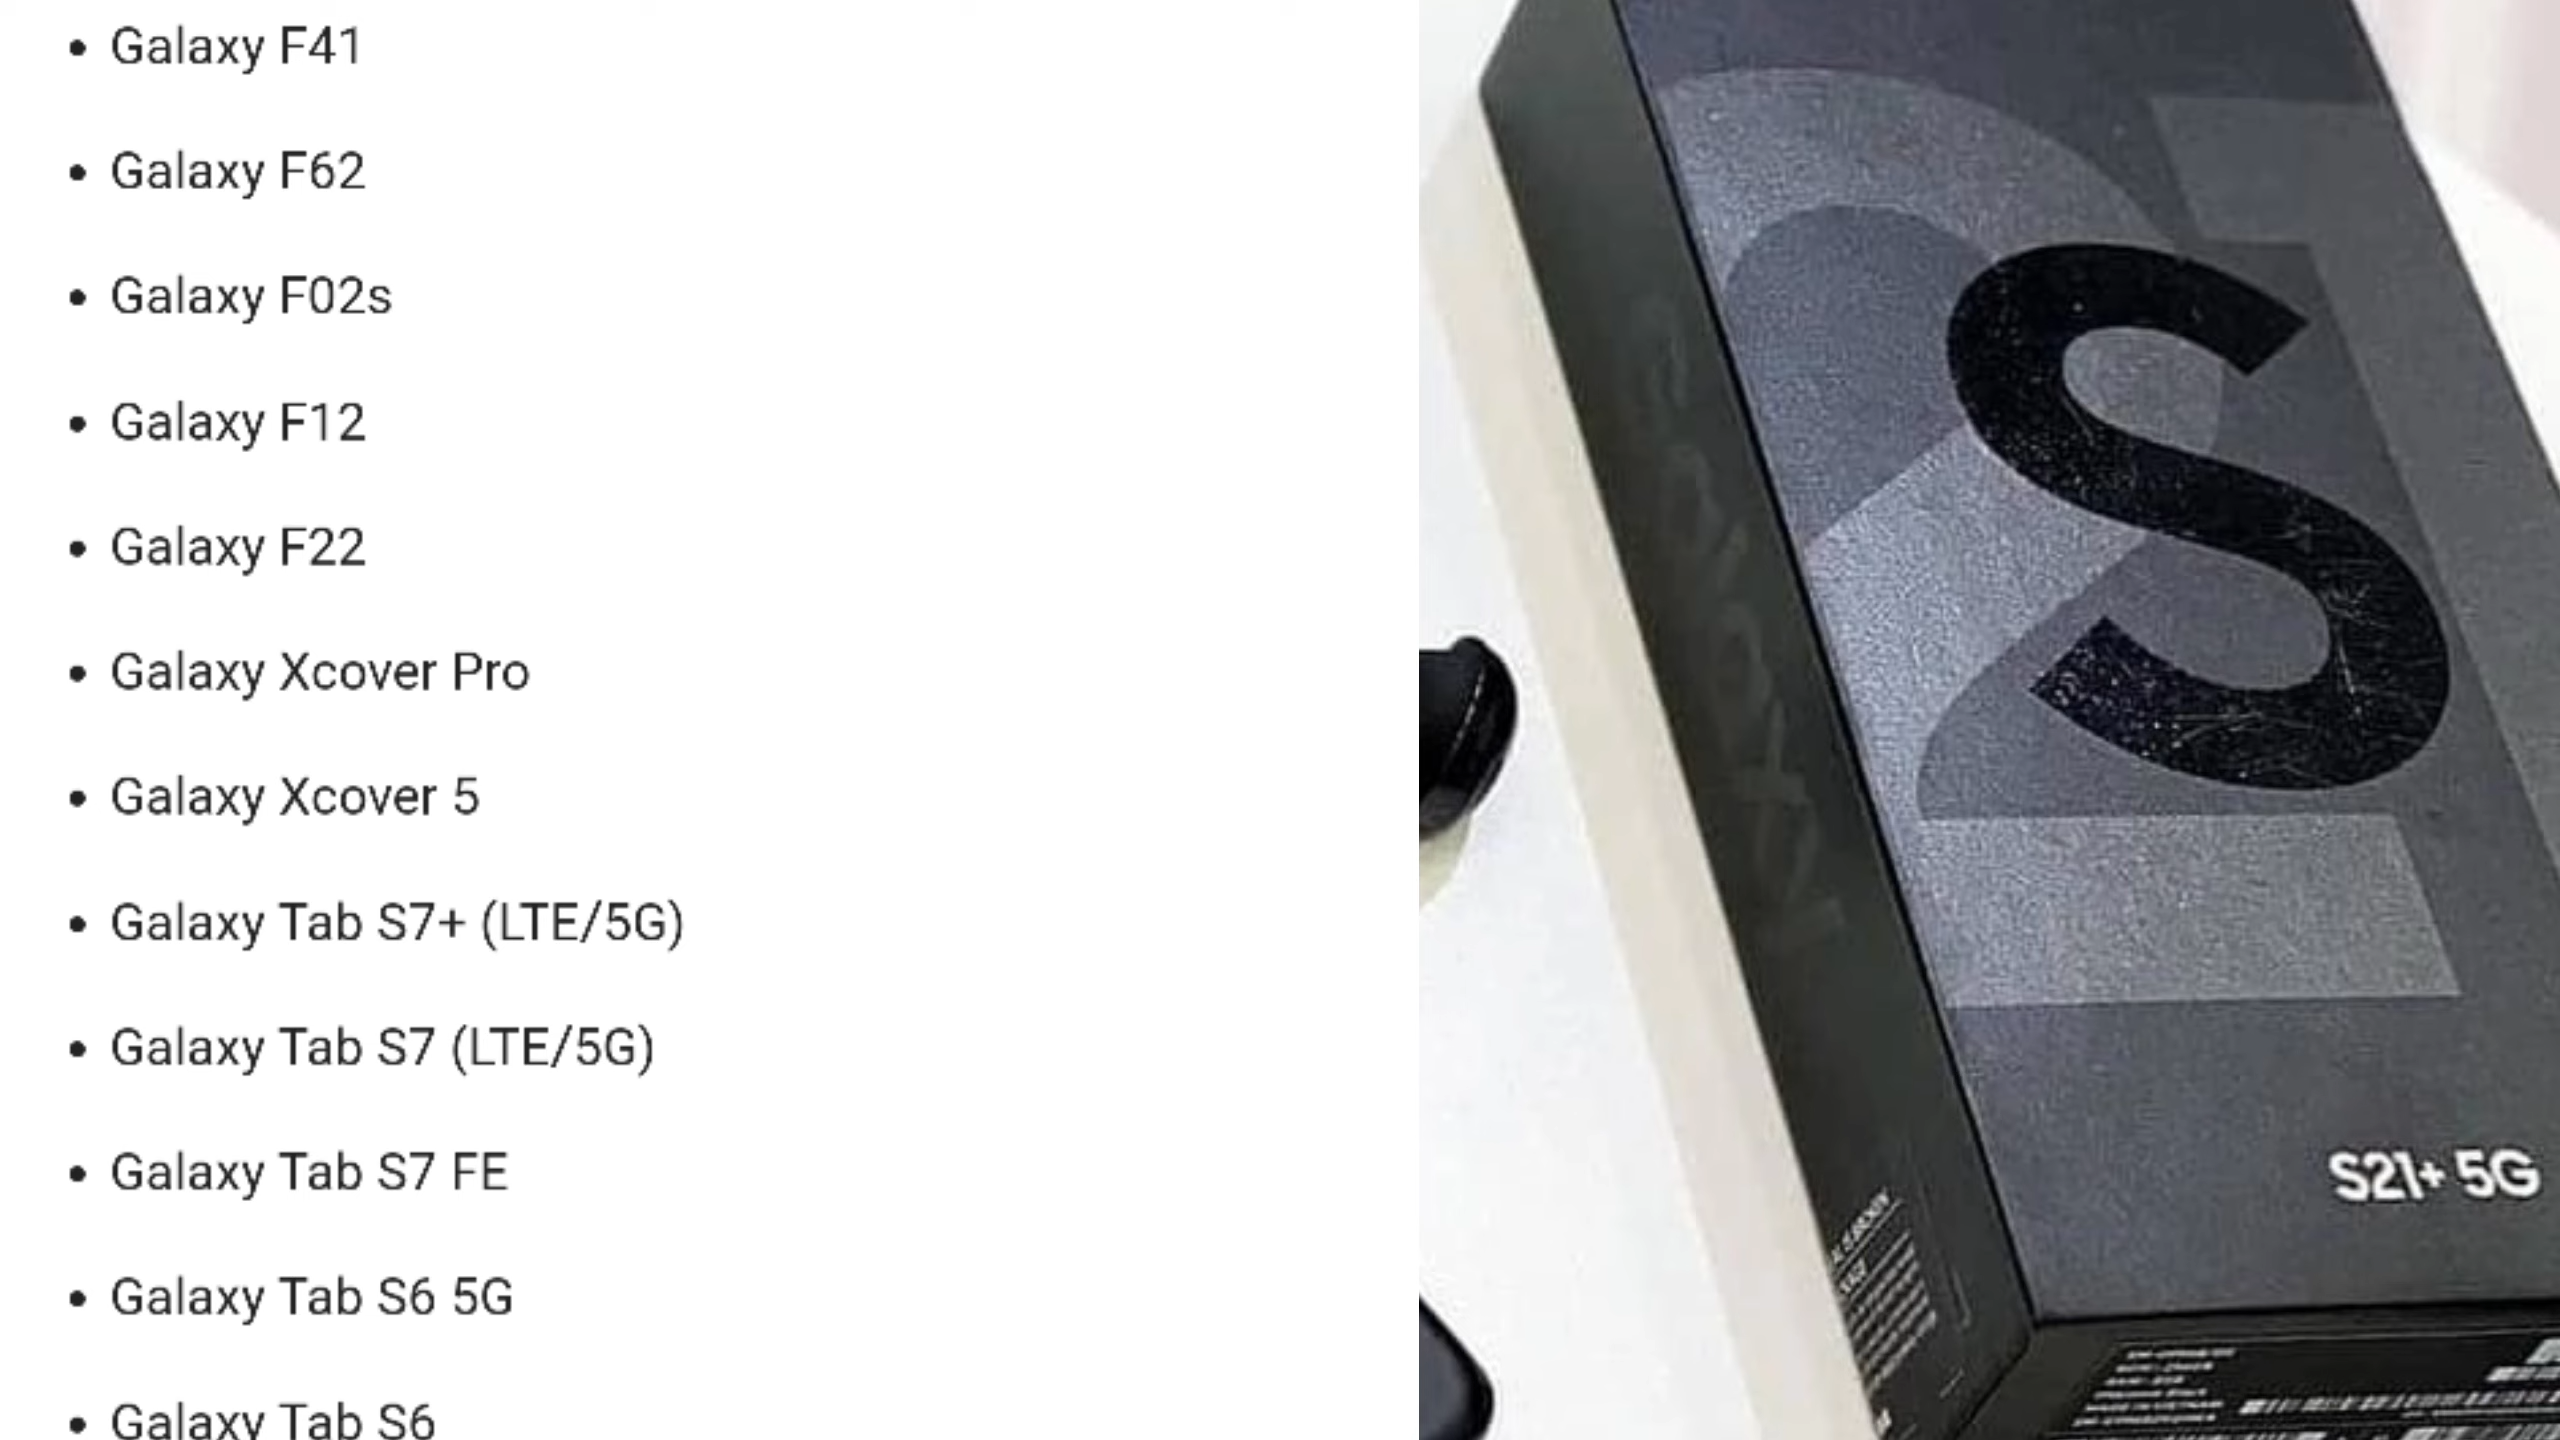 Galaxy F41
Galaxy F62
Galaxy F02s
Galaxy F12
Galaxy F22
Galaxy Xcover Pro
Galaxy Xcover 5
Galaxy Tab S7+ (LTE/5G)
Galaxy Tab S7 (LTE/5G)
Galaxy Tab S7 FE
Galaxy Tab S6 5G
Galaxy Tab S6
S
21
S21+ 5G